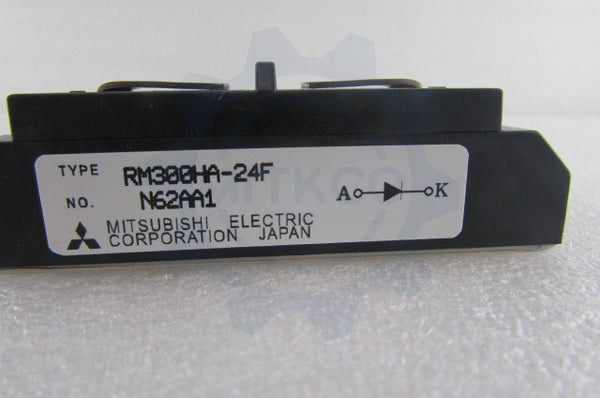 TYPE RM300HA-24F
NO. N62AA1
MITSUBISHI ELECTRIC
CORPORATION JAPAN
A K